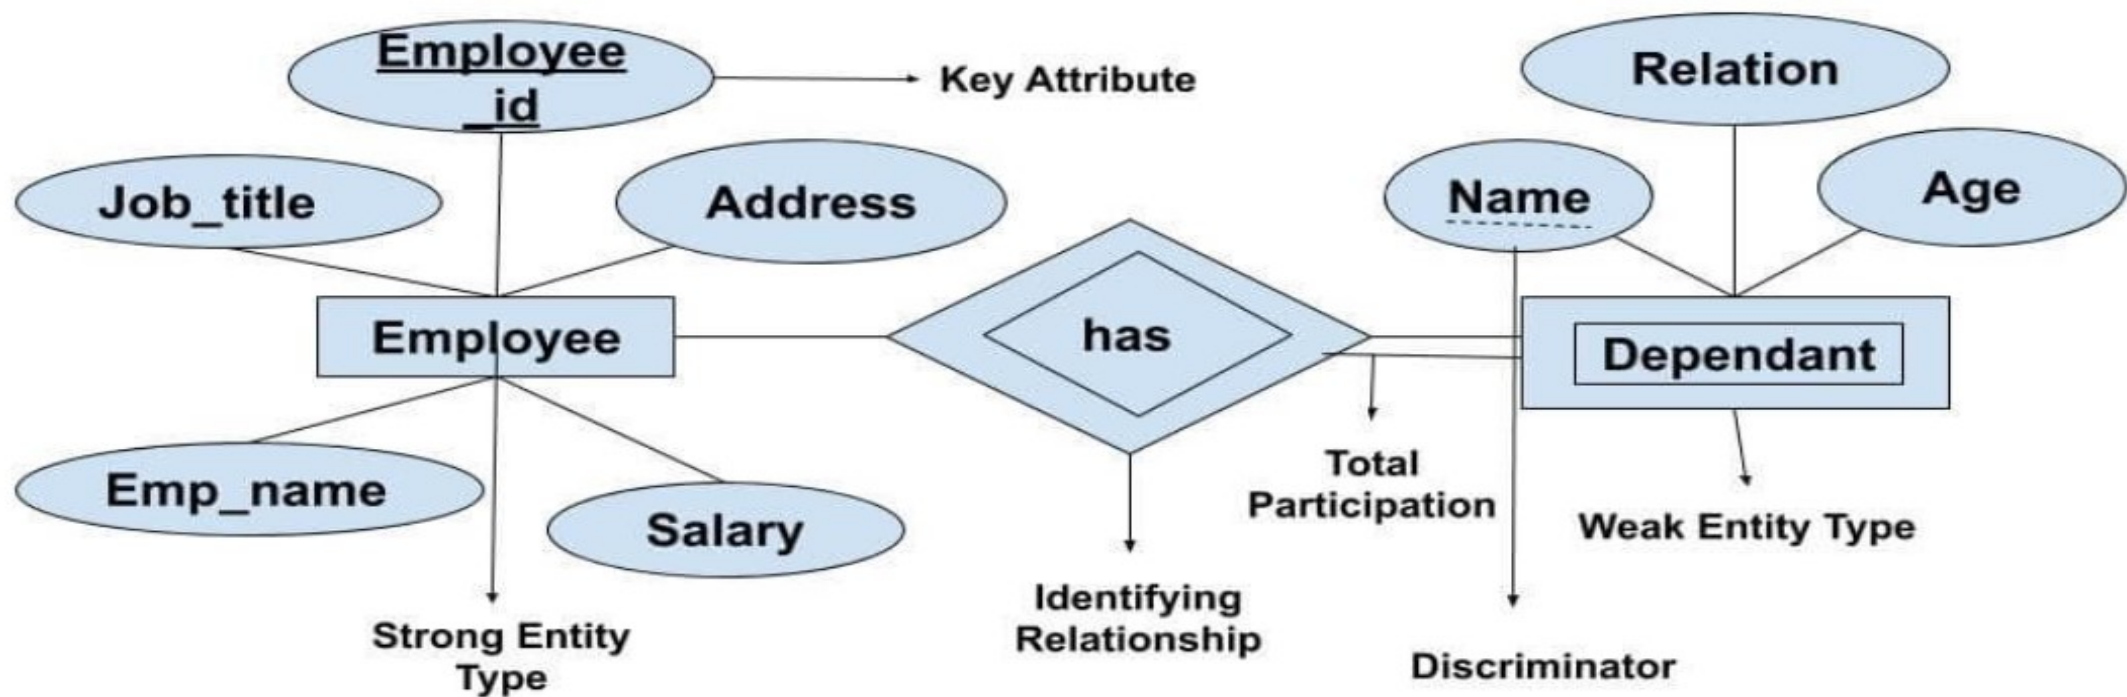 Employee
_id
Key Attribute
Relation
Job_title
Address
Name
Age
Employee
has
Dependant
Emp_name
Salary
Total
Participation
Weak Entity Type
Identifying
Relationship
Strong Entity
Type
Discriminator